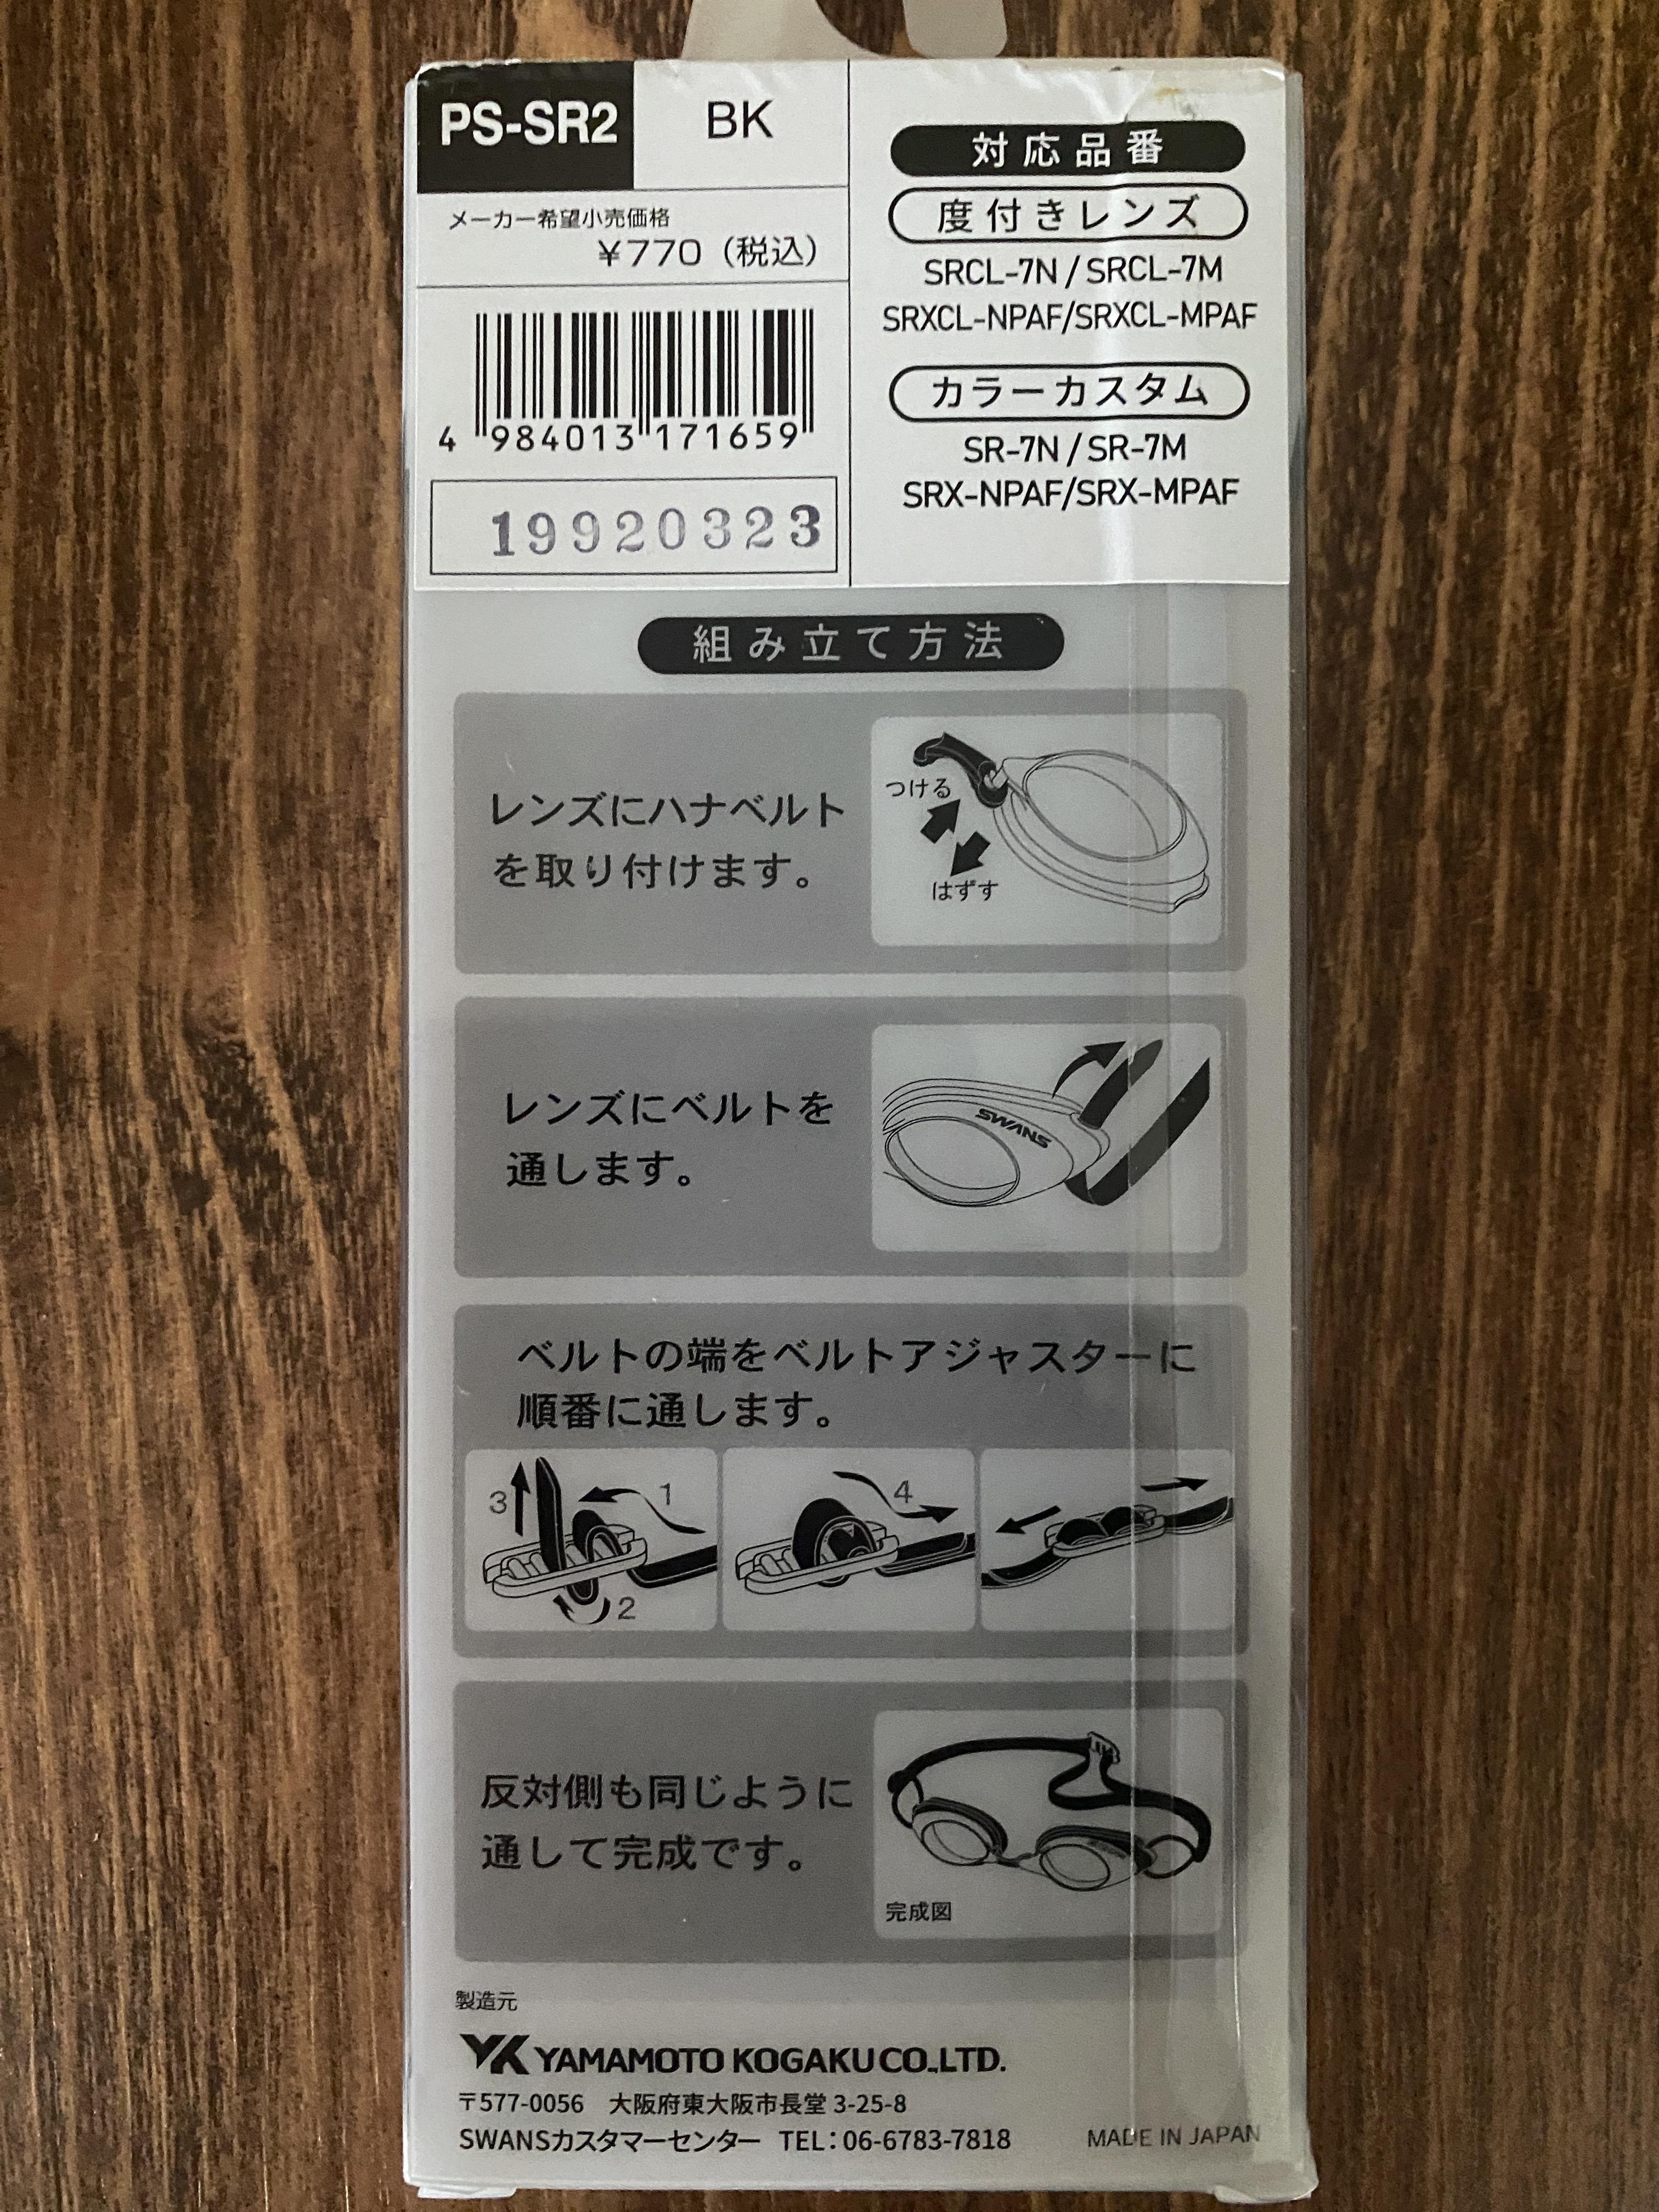 PS-SR2 BK
メーカー希望小売価格
¥770（税込）
4 984013 171659
19920323
対応品番
度付きレンズ
SRCL-7N / SRCL-7M
SRXCL-NPAF/SRXCL-MPAF
カラーカスタム
SR-7N / SR-7M
SRX-NPAF/SRX-MPAF
組み立て方法
レンズにハナベルト
を取り付けます。
つける
はずす
レンズにベルトを
通します。
SWANS
ベルトの端をベルトアジャスターに
順番に通します。
3 1
2
4
反対側も同じように
通して完成です。
完成図
製造元
YK YAMAMOTO KOGAKU CO.,LTD.
〒577-0056 大阪府東大阪市長堂 3-25-8
SWANSカスタマーセンター TEL：06-6783-7818
MADE IN JAPAN